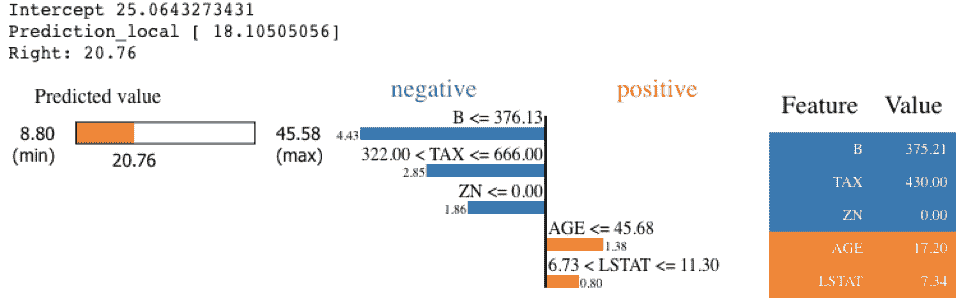 Intercept 25.0643273431
Prediction_local [ 18.10505056]
Right: 20.76
Predicted value
8.80
(min)
20.76
45.58
(max)
negative
positive
B <= 376.13
4.43
322.00 < TAX <= 666.00
2.85
ZN <= 0.00
1.86
AGE <= 45.68
1.38
6.73 < LSTAT <= 11.30
0.80
Feature Value
B 375.21
TAX 430.00
ZN 0.00
AGE 17.20
LSTAT 7.34